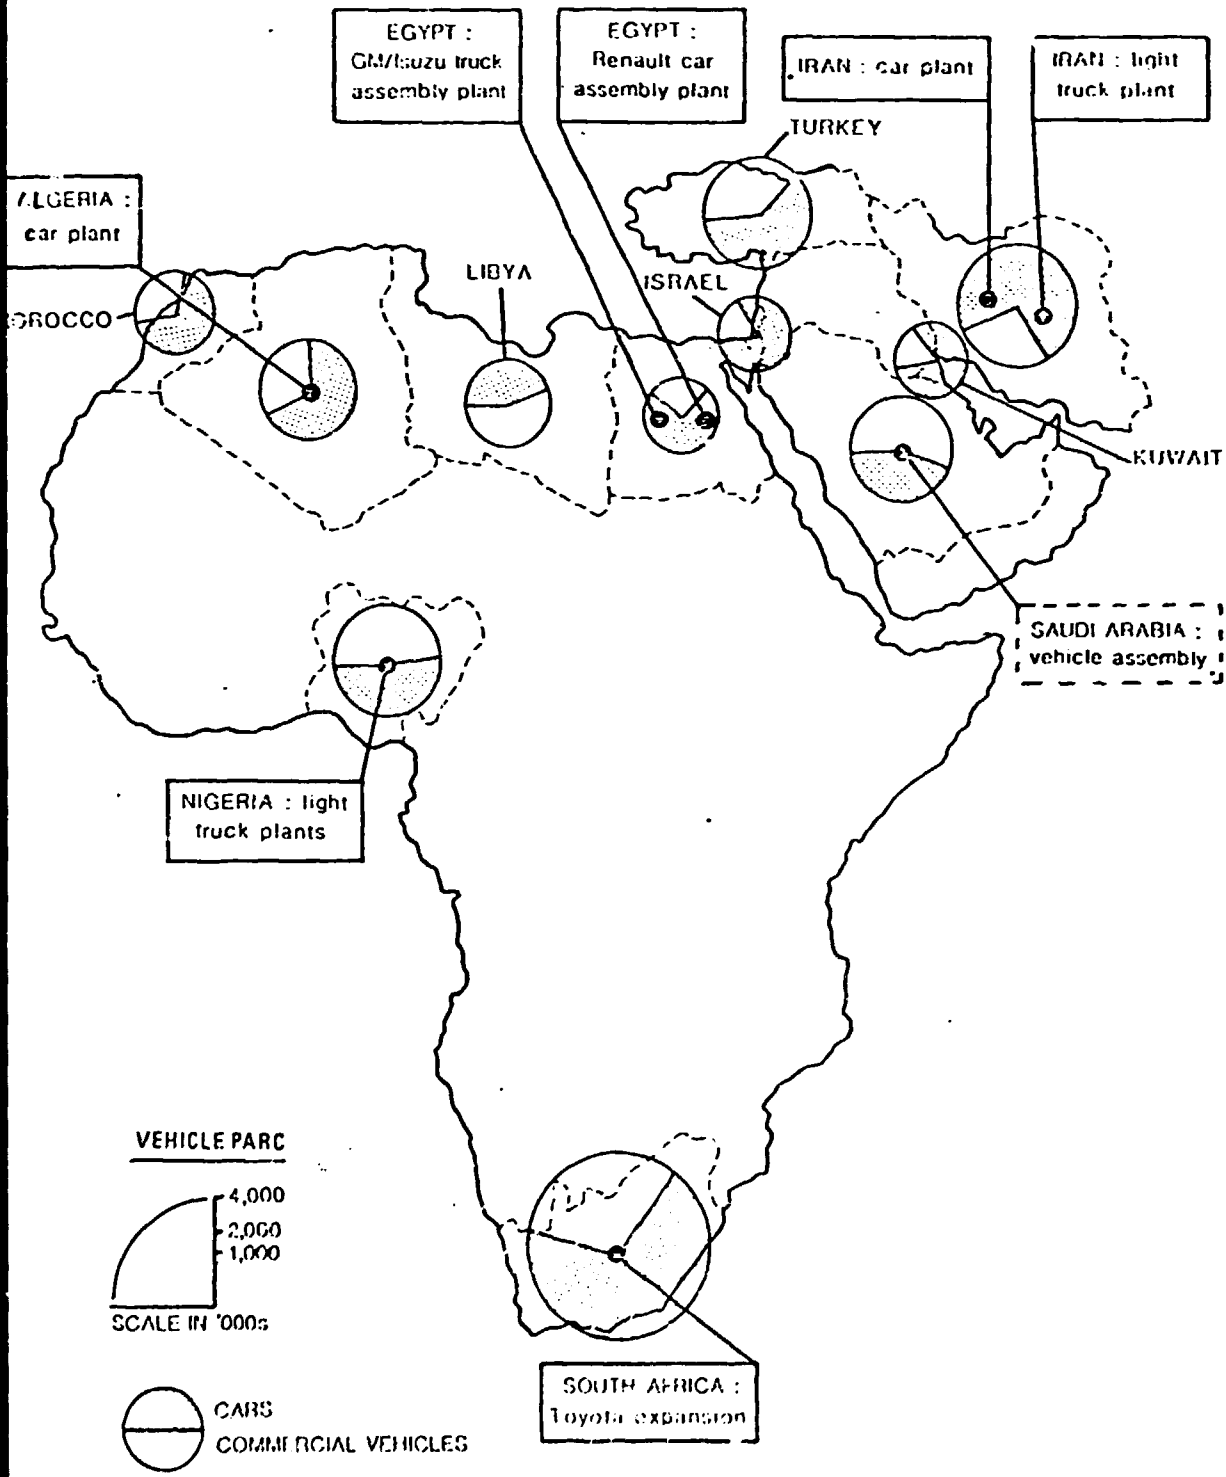 EGYPT :
GM/Isuzu truck
assembly plant
EGYPT :
Renault car
assembly plant
IRAN : car plant
IRAN : light
truck plant
TURKEY
ALGERIA :
car plant
LIBYA
ISRAEL
OROCCO
KUWAIT
SAUDI ARABIA :
vehicle assembly
NIGERIA : light
truck plants
VEHICLE PARC
4,000
2,000
1,000
SCALE IN '000s
CARS
COMMERCIAL VEHICLES
SOUTH AFRICA :
Toyota expansion